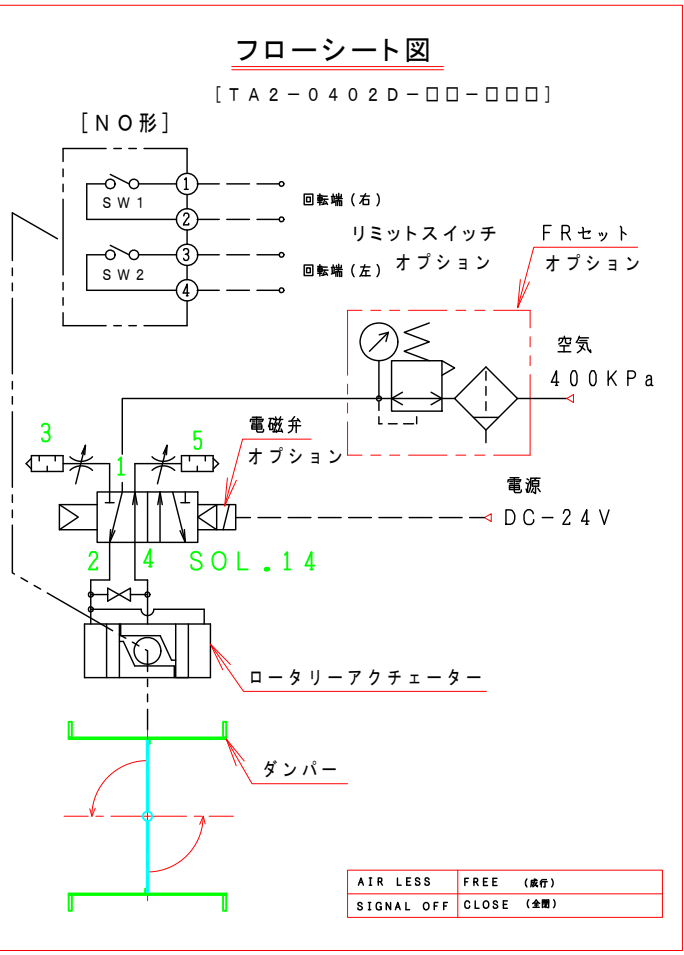 フローシート図
[TA2-0402D-□□-□□□]
[NO形]
SW1
1
2
回転端(右)
SW2
3
4
回転端(左)
リミットスイッチ
オプション
FRセット
オプション
空気
400KPa
電磁弁
オプション
3
1
5
電源
DC-24V
2
4
SOL.14
ロータリーアクチェーター
ダンパー
AIR LESS FREE (成行)
SIGNAL OFF CLOSE (全閉)